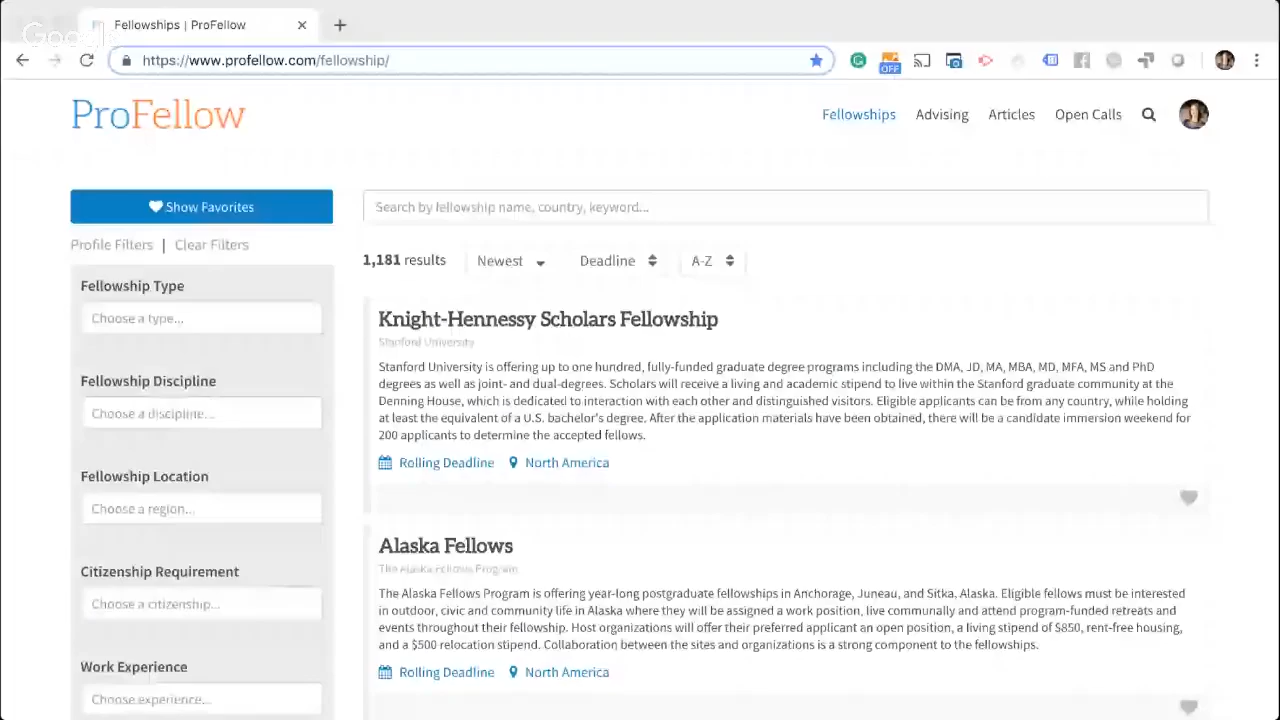 Fellowships | ProFellow
Google
https://www.profellow.com/fellowship/
OFF
ProFellow
Fellowships
Advising
Articles
Open Calls
Show Favorites
Search by fellowship name, country, keyword...
Profile Filters | Clear Filters
1,181 results
Newest
Deadline
A-Z
Fellowship Type
Choose a type...
Fellowship Discipline
Choose a discipline...
Fellowship Location
Choose a region...
Citizenship Requirement
Choose a citizenship...
Work Experience
Choose experience...
Knight-Hennessy Scholars Fellowship
Stanford University
Stanford University is offering up to one hundred, fully-funded graduate degree programs including the DMA, JD, MA, MBA, MD, MFA, MS and PhD
degrees as well as joint- and dual-degrees. Scholars will receive a living and academic stipend to live within the Stanford graduate community at the
Denning House, which is dedicated to interaction with each other and distinguished visitors. Eligible applicants can be from any country, while holding
at least the equivalent of a U.S. bachelor's degree. After the application materials have been obtained, there will be a candidate immersion weekend for
200 applicants to determine the accepted fellows.
Rolling Deadline
North America
Alaska Fellows
The Alaska Fellows Program
The Alaska Fellows Program is offering year-long postgraduate fellowships in Anchorage, Juneau, and Sitka, Alaska. Eligible fellows must be interested
in outdoor, civic and community life in Alaska where they will be assigned a work position, live communally and attend program-funded retreats and
events throughout their fellowship. Host organizations will offer their preferred applicant an open position, a living stipend of $850, rent-free housing,
and a $500 relocation stipend. Collaboration between the sites and organizations is a strong component to the fellowships.
Rolling Deadline
North America